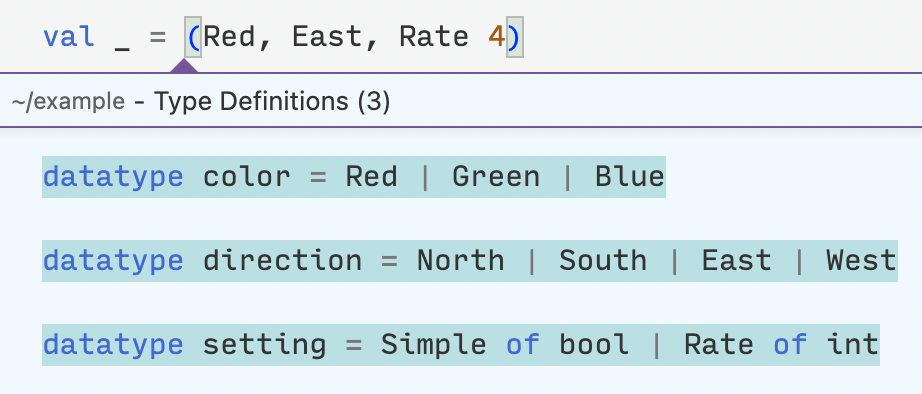 val _ = (Red, East, Rate 4)
~/example - Type Definitions (3)
datatype color = Red | Green | Blue
datatype direction = North | South | East | West
datatype setting = Simple of bool | Rate of int